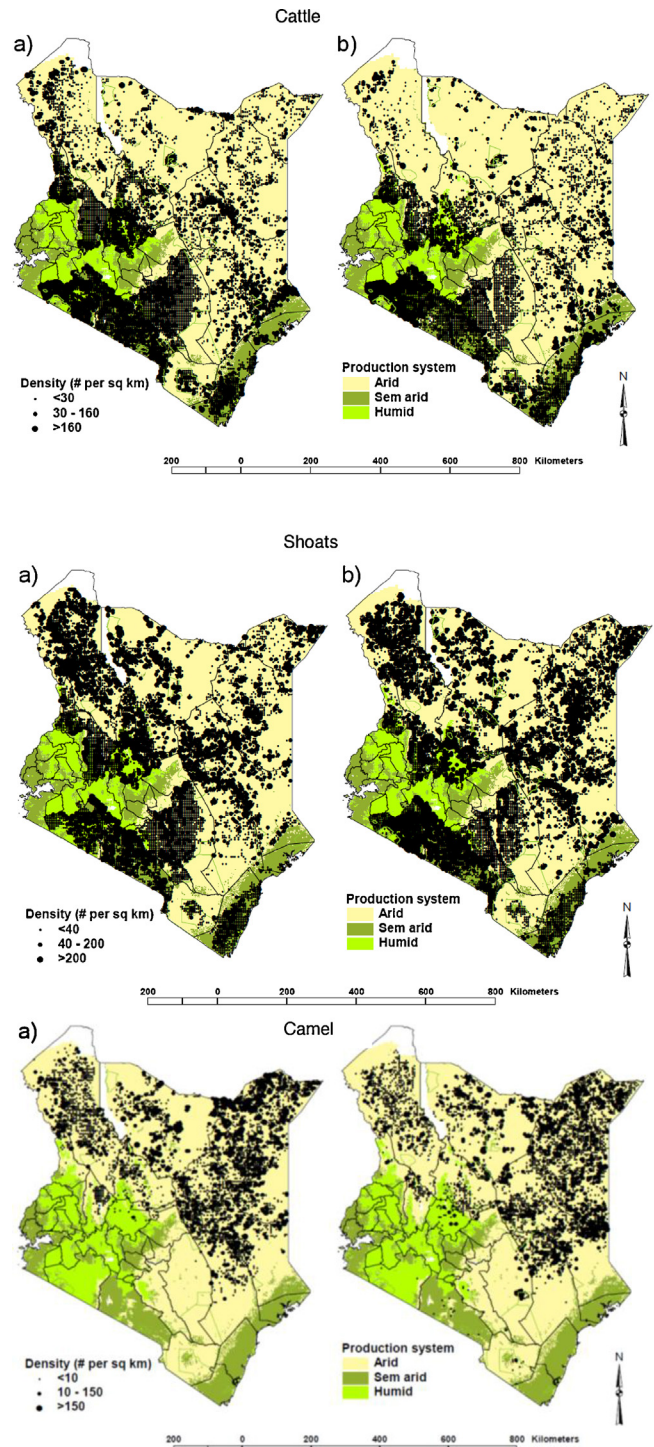 Cattle
a)
b)
Density (# per sq km)
<30
30 - 160
>160
Production system
Arid
Sem arid
Humid
N
200 0 200 400 600 800 Kilometers
Shoats
a)
b)
Density (# per sq km)
<40
40 - 200
>200
Production system
Arid
Sem arid
Humid
N
200 0 200 400 600 800 Kilometers
a)
Camel
Density (# per sq km)
<10
10 - 150
>150
Production system
Arid
Sem arid
Humid
N
200 0 200 400 600 800 Kilometers